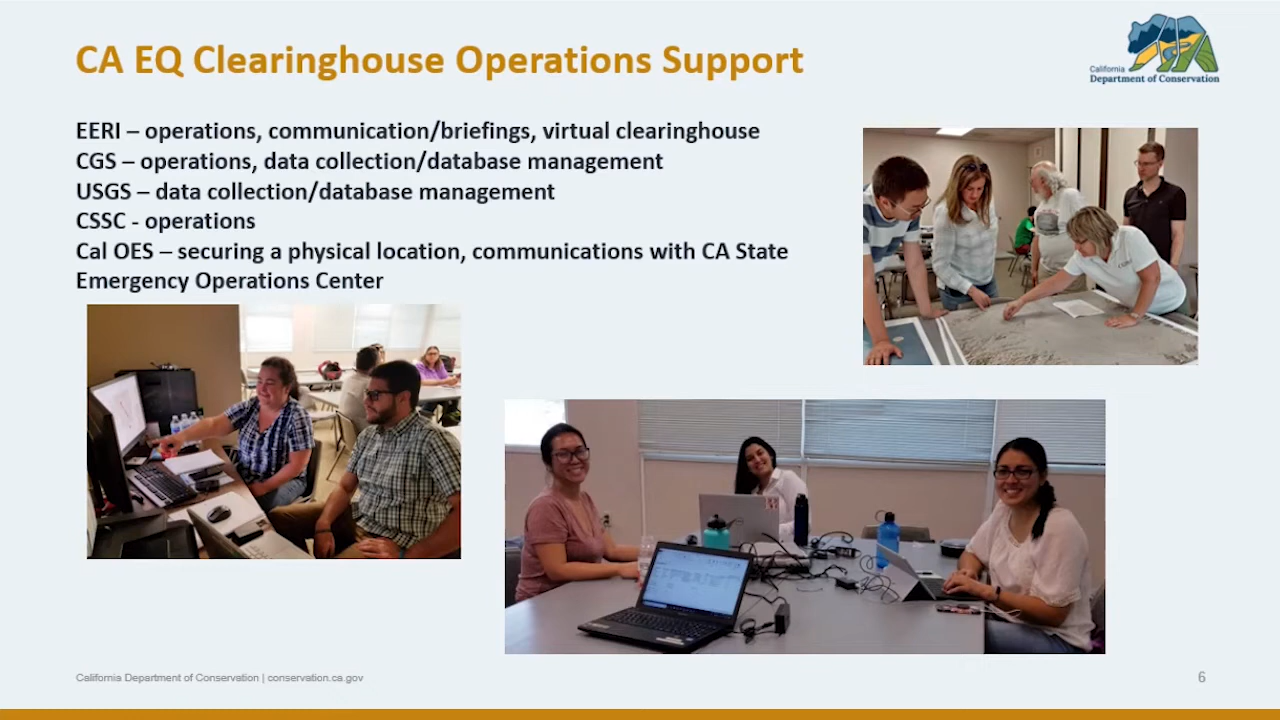 CA EQ Clearinghouse Operations Support
California
Department of Conservation
EERI – operations, communication/briefings, virtual clearinghouse
CGS – operations, data collection/database management
USGS – data collection/database management
CSSC - operations
Cal OES – securing a physical location, communications with CA State
Emergency Operations Center
California Department of Conservation | conservation.ca.gov
6